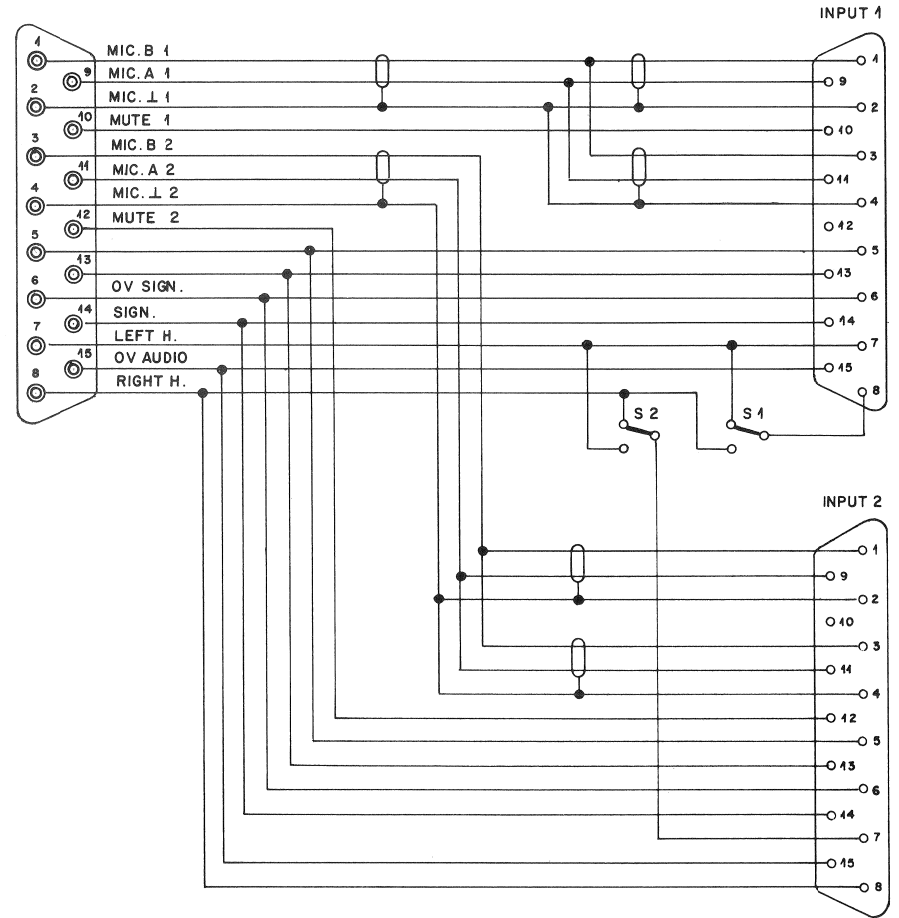 INPUT 1
1
9
2
10
3
11
4
12
5
13
6
14
7
15
8
MIC. B 1
MIC. A 1
MIC. ⊥ 1
MUTE 1
MIC. B 2
MIC. A 2
MIC. ⊥ 2
MUTE 2
OV SIGN.
SIGN.
LEFT H.
OV AUDIO
RIGHT H.
1
9
2
10
3
11
4
12
5
13
6
14
7
15
8
S 2
S 1
INPUT 2
1
9
2
10
3
11
4
12
5
13
6
14
7
15
8